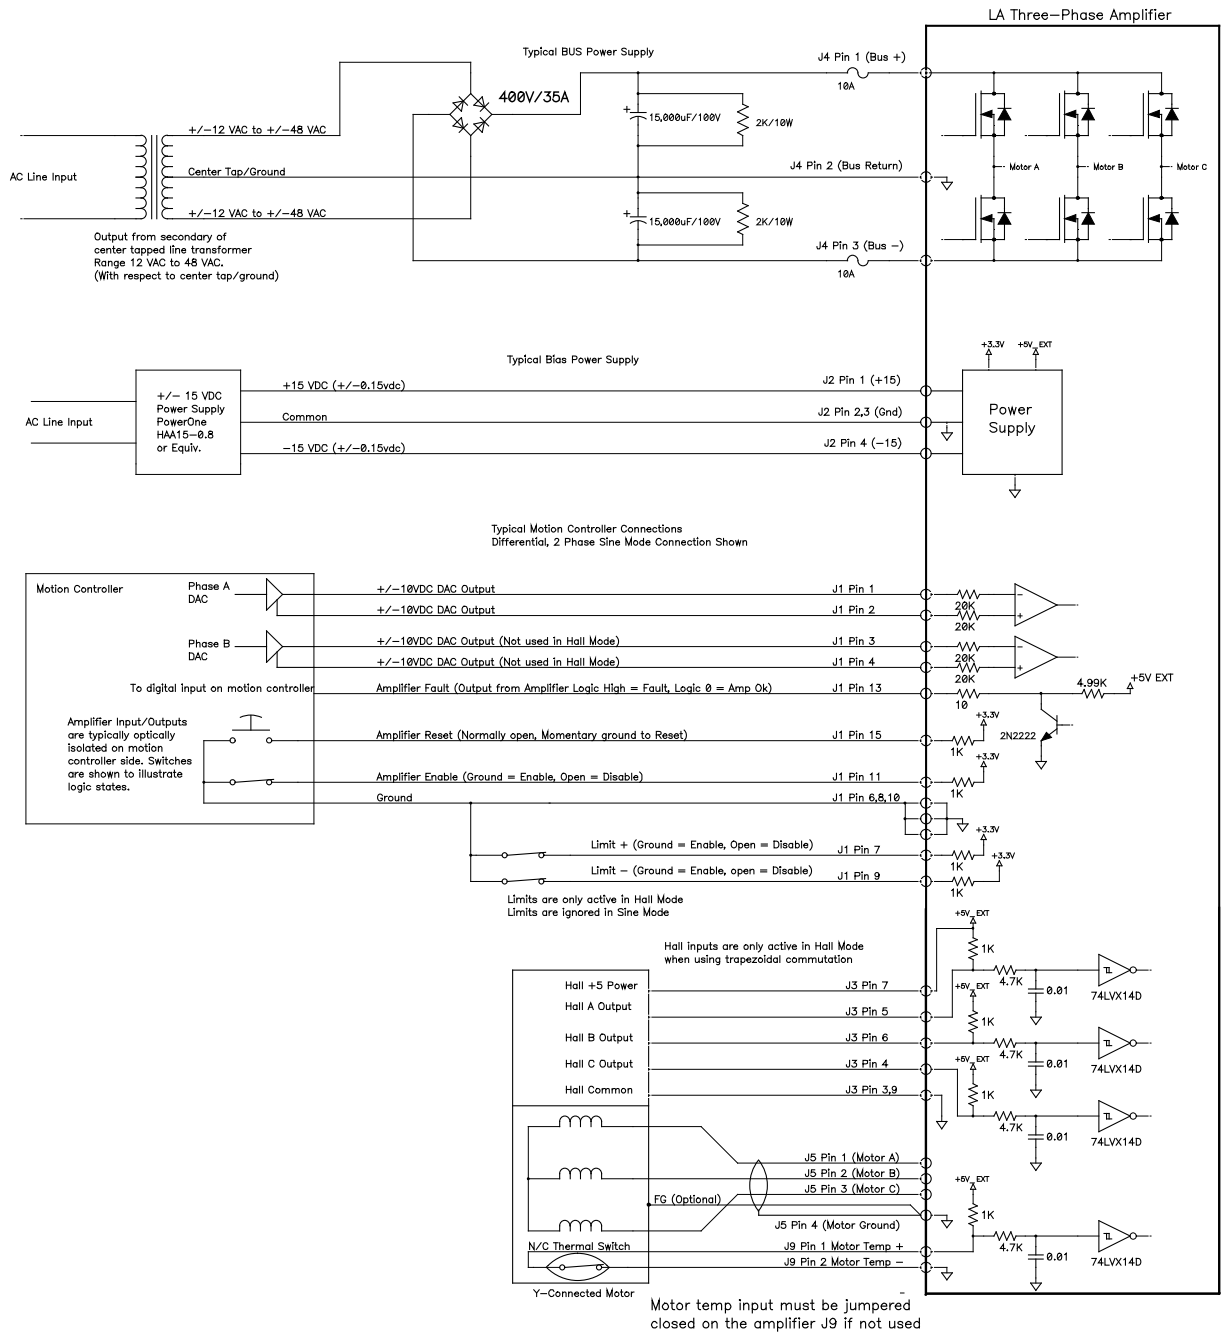 LA Three-Phase Amplifier
Typical BUS Power Supply
J4 Pin 1 (Bus +)
10A
400V/35A
+/-12 VAC to +/-48 VAC
15,000uF/100V
2K/10W
AC Line Input
Center Tap/Ground
J4 Pin 2 (Bus Return)
Motor A
Motor B
Motor C
+/-12 VAC to +/-48 VAC
15,000uF/100V
2K/10W
J4 Pin 3 (Bus -)
10A
Output from secondary of
center tapped line transformer
Range 12 VAC to 48 VAC.
(With respect to center tap/ground)
Typical Bias Power Supply
+3.3V
+5V_EXT
+/- 15 VDC
Power Supply
PowerOne
HAA15-0.8
or Equiv.
AC Line Input
+15 VDC (+/-0.15vdc)
J2 Pin 1 (+15)
Common
J2 Pin 2,3 (Gnd)
-15 VDC (+/-0.15vdc)
J2 Pin 4 (-15)
Power
Supply
Typical Motion Controller Connections
Differential, 2 Phase Sine Mode Connection Shown
Motion Controller
Phase A
DAC
+/-10VDC DAC Output
J1 Pin 1
20K
-
+/-10VDC DAC Output
J1 Pin 2
20K
+
Phase B
DAC
+/-10VDC DAC Output (Not used in Hall Mode)
J1 Pin 3
20K
-
+/-10VDC DAC Output (Not used in Hall Mode)
J1 Pin 4
20K
+
To digital input on motion controller
Amplifier Fault (Output from Amplifier Logic High = Fault, Logic 0 = Amp Ok)
J1 Pin 13
10
4.99K
+5V EXT
2N2222
Amplifier Input/Outputs
are typically optically
isolated on motion
controller side. Switches
are shown to illustrate
logic states.
Amplifier Reset (Normally open, Momentary ground to Reset)
J1 Pin 15
1K
+3.3V
Amplifier Enable (Ground = Enable, Open = Disable)
J1 Pin 11
1K
+3.3V
Ground
J1 Pin 6,8,10
Limit + (Ground = Enable, Open = Disable)
J1 Pin 7
1K
+3.3V
Limit - (Ground = Enable, open = Disable)
J1 Pin 9
1K
+3.3V
Limits are only active in Hall Mode
Limits are ignored in Sine Mode
Hall inputs are only active in Hall Mode
when using trapezoidal commutation
+5V_EXT
1K
4.7K
0.01
74LVX14D
Hall +5 Power
J3 Pin 7
Hall A Output
J3 Pin 5
+5V_EXT
1K
4.7K
0.01
74LVX14D
Hall B Output
J3 Pin 6
Hall C Output
J3 Pin 4
+5V_EXT
1K
4.7K
0.01
74LVX14D
Hall Common
J3 Pin 3,9
J5 Pin 1 (Motor A)
J5 Pin 2 (Motor B)
J5 Pin 3 (Motor C)
FG (Optional)
J5 Pin 4 (Motor Ground)
+5V_EXT
1K
4.7K
0.01
74LVX14D
N/C Thermal Switch
J9 Pin 1 Motor Temp +
J9 Pin 2 Motor Temp -
Y-Connected Motor
Motor temp input must be jumpered
closed on the amplifier J9 if not used